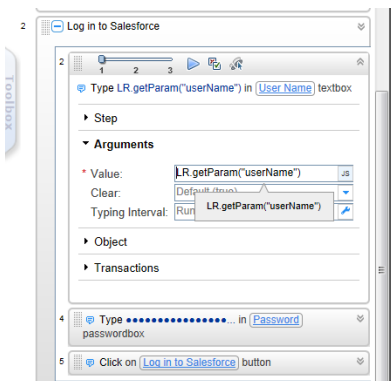 2 Log in to Salesforce
Toolbox
2 1 2 3
Type LR.getParam("userName") in User Name textbox
Step
Arguments
* Value: LR.getParam("userName") JS
Clear: Default (true)
LR.getParam("userName")
Typing Interval: Run
Object
Transactions
4 Type ●●●●●●●●●●●●●●●●... in Password
passwordbox
5 Click on Log in to Salesforce button